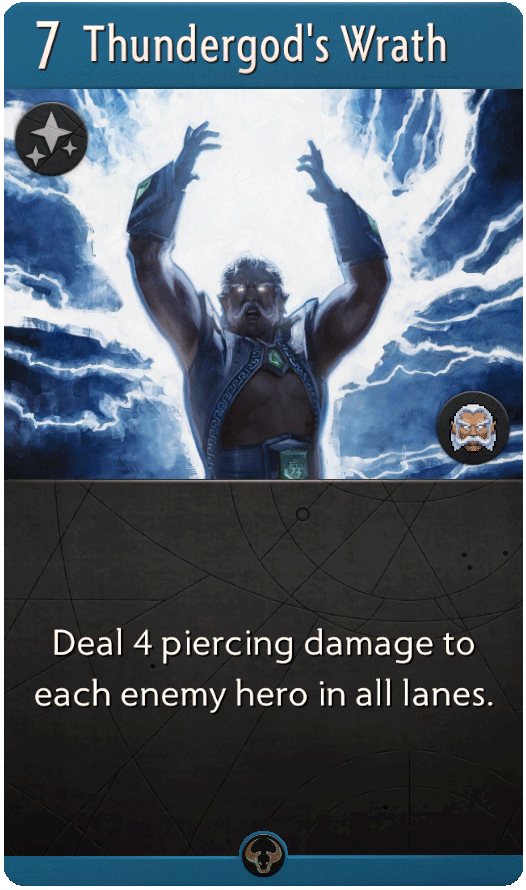 7 Thundergod's Wrath
Deal 4 piercing damage to
each enemy hero in all lanes.